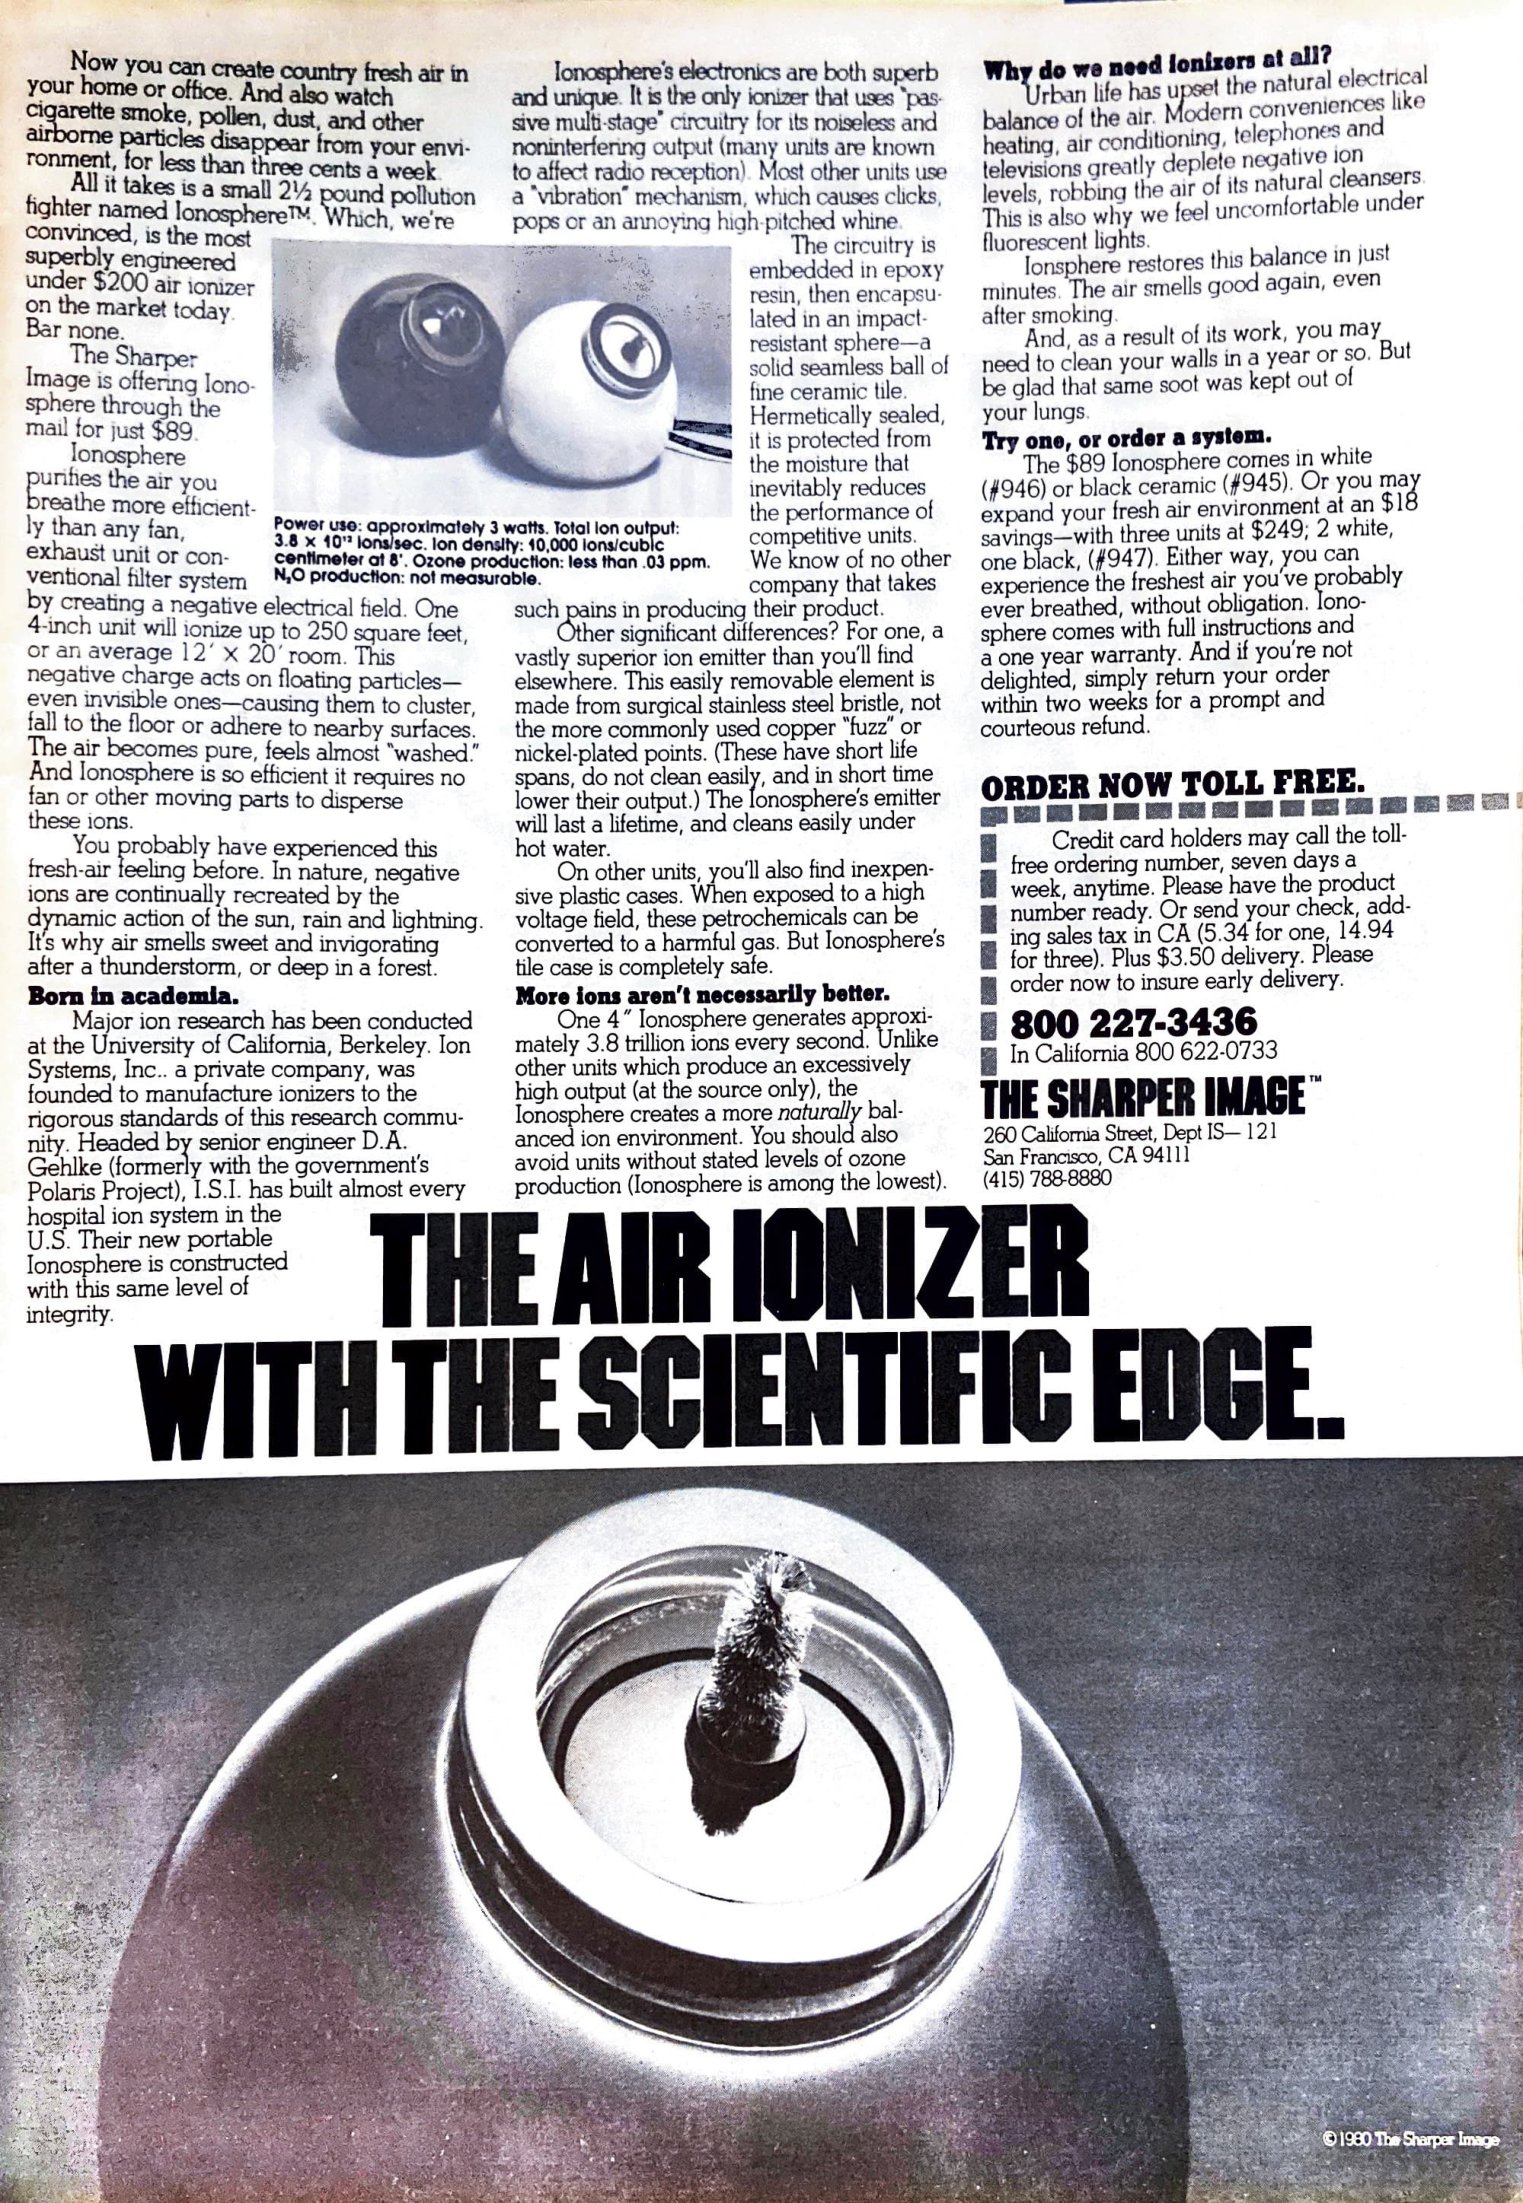 Now you can create country fresh air in
your home or office. And also watch
cigarette smoke, pollen, dust, and other
airborne particles disappear from your envi-
ronment, for less than three cents a week.
All it takes is a small 2½ pound pollution
fighter named Ionosphere™. Which, we're
convinced, is the most
superbly engineered
under $200 air ionizer
on the market today.
Bar none.
The Sharper
Image is offering Iono-
sphere through the
mail for just $89.
Ionosphere
purifies the air you
breathe more efficient-
ly than any fan,
exhaust unit or con-
ventional filter system
by creating a negative electrical field. One
4-inch unit will ionize up to 250 square feet,
or an average 12′ × 20′ room. This
negative charge acts on floating particles—
even invisible ones—causing them to cluster,
fall to the floor or adhere to nearby surfaces.
The air becomes pure, feels almost "washed."
And Ionosphere is so efficient it requires no
fan or other moving parts to disperse
these ions.
You probably have experienced this
fresh-air feeling before. In nature, negative
ions are continually recreated by the
dynamic action of the sun, rain and lightning.
It's why air smells sweet and invigorating
after a thunderstorm, or deep in a forest.
Born in academia.
Major ion research has been conducted
at the University of California, Berkeley. Ion
Systems, Inc.. a private company, was
founded to manufacture ionizers to the
rigorous standards of this research commu-
nity. Headed by senior engineer D.A.
Gehlke (formerly with the government's
Polaris Project), I.S.I. has built almost every
hospital ion system in the
U.S. Their new portable
Ionosphere is constructed
with this same level of
integrity.
Power use: approximately 3 watts. Total ion output:
3.8 × 10¹² ions/sec. Ion density: 10,000 ions/cubic
centimeter at 8′. Ozone production: less than .03 ppm.
N₂O production: not measurable.
Ionosphere's electronics are both superb
and unique. It is the only ionizer that uses "pas-
sive multi-stage" circuitry for its noiseless and
noninterfering output (many units are known
to affect radio reception). Most other units use
a "vibration" mechanism, which causes clicks,
pops or an annoying high-pitched whine.
The circuitry is
embedded in epoxy
resin, then encapsu-
lated in an impact-
resistant sphere—a
solid seamless ball of
fine ceramic tile.
Hermetically sealed,
it is protected from
the moisture that
inevitably reduces
the performance of
competitive units.
We know of no other
company that takes
such pains in producing their product.
Other significant differences? For one, a
vastly superior ion emitter than you'll find
elsewhere. This easily removable element is
made from surgical stainless steel bristle, not
the more commonly used copper "fuzz" or
nickel-plated points. (These have short life
spans, do not clean easily, and in short time
lower their output.) The Ionosphere's emitter
will last a lifetime, and cleans easily under
hot water.
On other units, you'll also find inexpen-
sive plastic cases. When exposed to a high
voltage field, these petrochemicals can be
converted to a harmful gas. But Ionosphere's
tile case is completely safe.
More ions aren't necessarily better.
One 4″ Ionosphere generates approxi-
mately 3.8 trillion ions every second. Unlike
other units which produce an excessively
high output (at the source only), the
Ionosphere creates a more naturally bal-
anced ion environment. You should also
avoid units without stated levels of ozone
production (Ionosphere is among the lowest).
Why do we need ionizers at all?
Urban life has upset the natural electrical
balance of the air. Modern conveniences like
heating, air conditioning, telephones and
televisions greatly deplete negative ion
levels, robbing the air of its natural cleansers.
This is also why we feel uncomfortable under
fluorescent lights.
Ionsphere restores this balance in just
minutes. The air smells good again, even
after smoking.
And, as a result of its work, you may
need to clean your walls in a year or so. But
be glad that same soot was kept out of
your lungs.
Try one, or order a system.
The $89 Ionosphere comes in white
(#946) or black ceramic (#945). Or you may
expand your fresh air environment at an $18
savings—with three units at $249; 2 white,
one black, (#947). Either way, you can
experience the freshest air you've probably
ever breathed, without obligation. Iono-
sphere comes with full instructions and
a one year warranty. And if you're not
delighted, simply return your order
within two weeks for a prompt and
courteous refund.
ORDER NOW TOLL FREE.
Credit card holders may call the toll-
free ordering number, seven days a
week, anytime. Please have the product
number ready. Or send your check, add-
ing sales tax in CA (5.34 for one, 14.94
for three). Plus $3.50 delivery. Please
order now to insure early delivery.
800 227-3436
In California 800 622-0733
THE SHARPER IMAGE™
260 California Street, Dept IS—121
San Francisco, CA 94111
(415) 788-8880
THE AIR IONIZER
WITH THE SCIENTIFIC EDGE.
© 1980 The Sharper Image